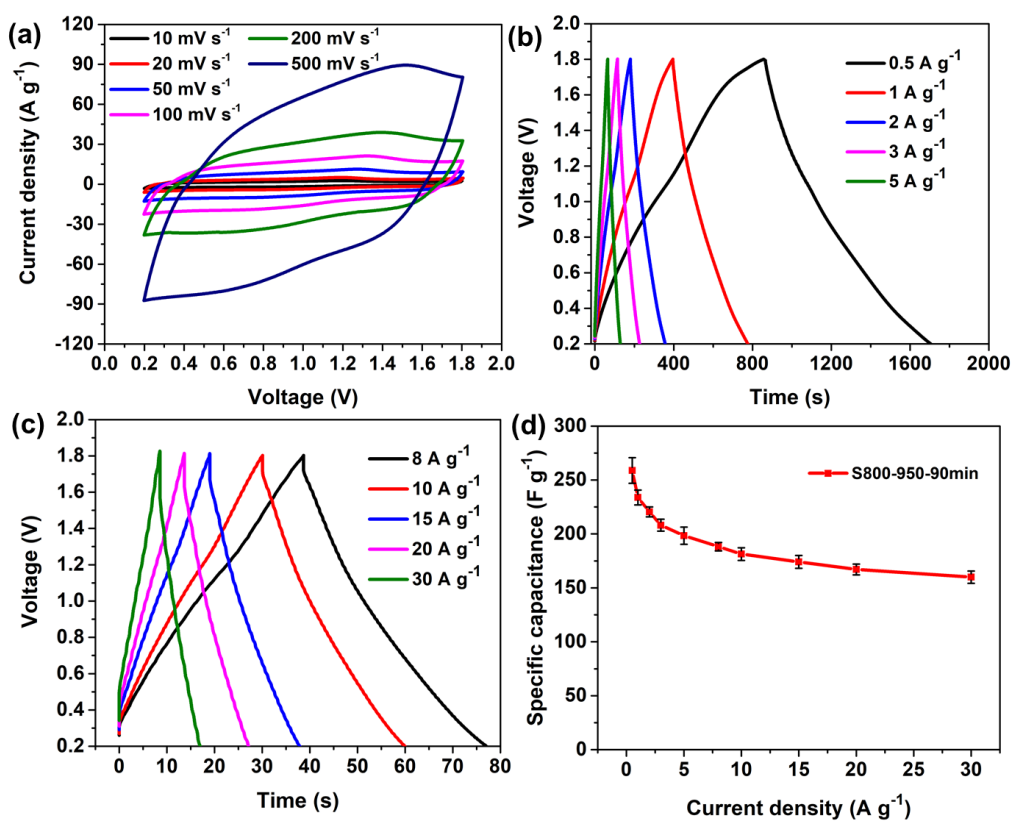 (a)
120
90
60
30
0
-30
-60
-90
-120
Current density (A g⁻¹)
10 mV s⁻¹
20 mV s⁻¹
50 mV s⁻¹
100 mV s⁻¹
200 mV s⁻¹
500 mV s⁻¹
0.0 0.2 0.4 0.6 0.8 1.0 1.2 1.4 1.6 1.8 2.0
Voltage (V)
(b)
2.0
1.8
1.6
1.4
1.2
1.0
0.8
0.6
0.4
0.2
Voltage (V)
0.5 A g⁻¹
1 A g⁻¹
2 A g⁻¹
3 A g⁻¹
5 A g⁻¹
0 400 800 1200 1600 2000
Time (s)
(c)
2.0
1.8
1.6
1.4
1.2
1.0
0.8
0.6
0.4
0.2
Voltage (V)
8 A g⁻¹
10 A g⁻¹
15 A g⁻¹
20 A g⁻¹
30 A g⁻¹
0 10 20 30 40 50 60 70 80
Time (s)
(d)
300
250
200
150
100
50
0
Specific capacitance (F g⁻¹)
S800-950-90min
0 5 10 15 20 25 30
Current density (A g⁻¹)